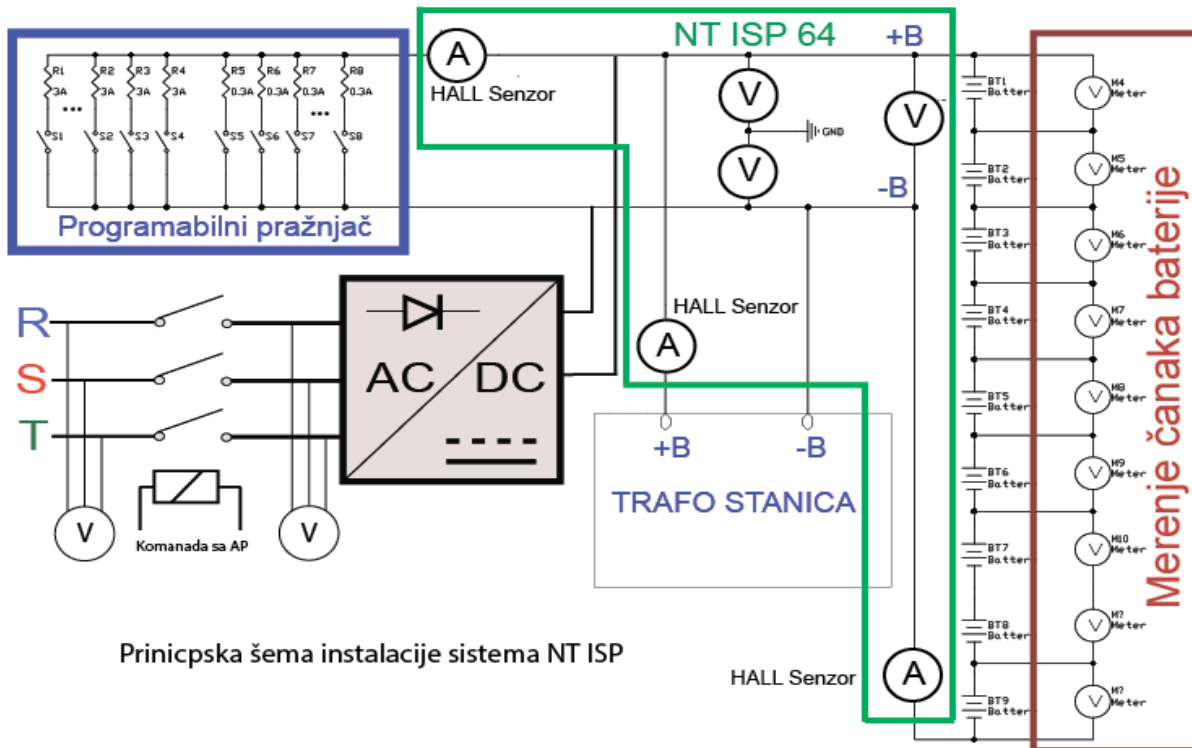 NT ISP 64
+B
-B
A
HALL Senzor
V
V
V
GND
R1
3A
R2
3A
R3
3A
R4
3A
R5
0.3A
R6
0.3A
R7
0.3A
R8
0.3A
...
...
S1
S2
S3
S4
S5
S6
S7
S8
Programabilni pražnjač
R
S
T
V
V
Komanada sa AP
AC
DC
HALL Senzor
A
+B
-B
TRAFO STANICA
HALL Senzor
A
BT1
Batter
BT2
Batter
BT3
Batter
BT4
Batter
BT5
Batter
BT6
Batter
BT7
Batter
BT8
Batter
BT9
Batter
V
M4
Meter
V
M5
Meter
V
M6
Meter
V
M7
Meter
V
M8
Meter
V
M9
Meter
V
M10
Meter
V
M?
Meter
V
M?
Meter
Merenje čanaka baterije
Prinicpska šema instalacije sistema NT ISP